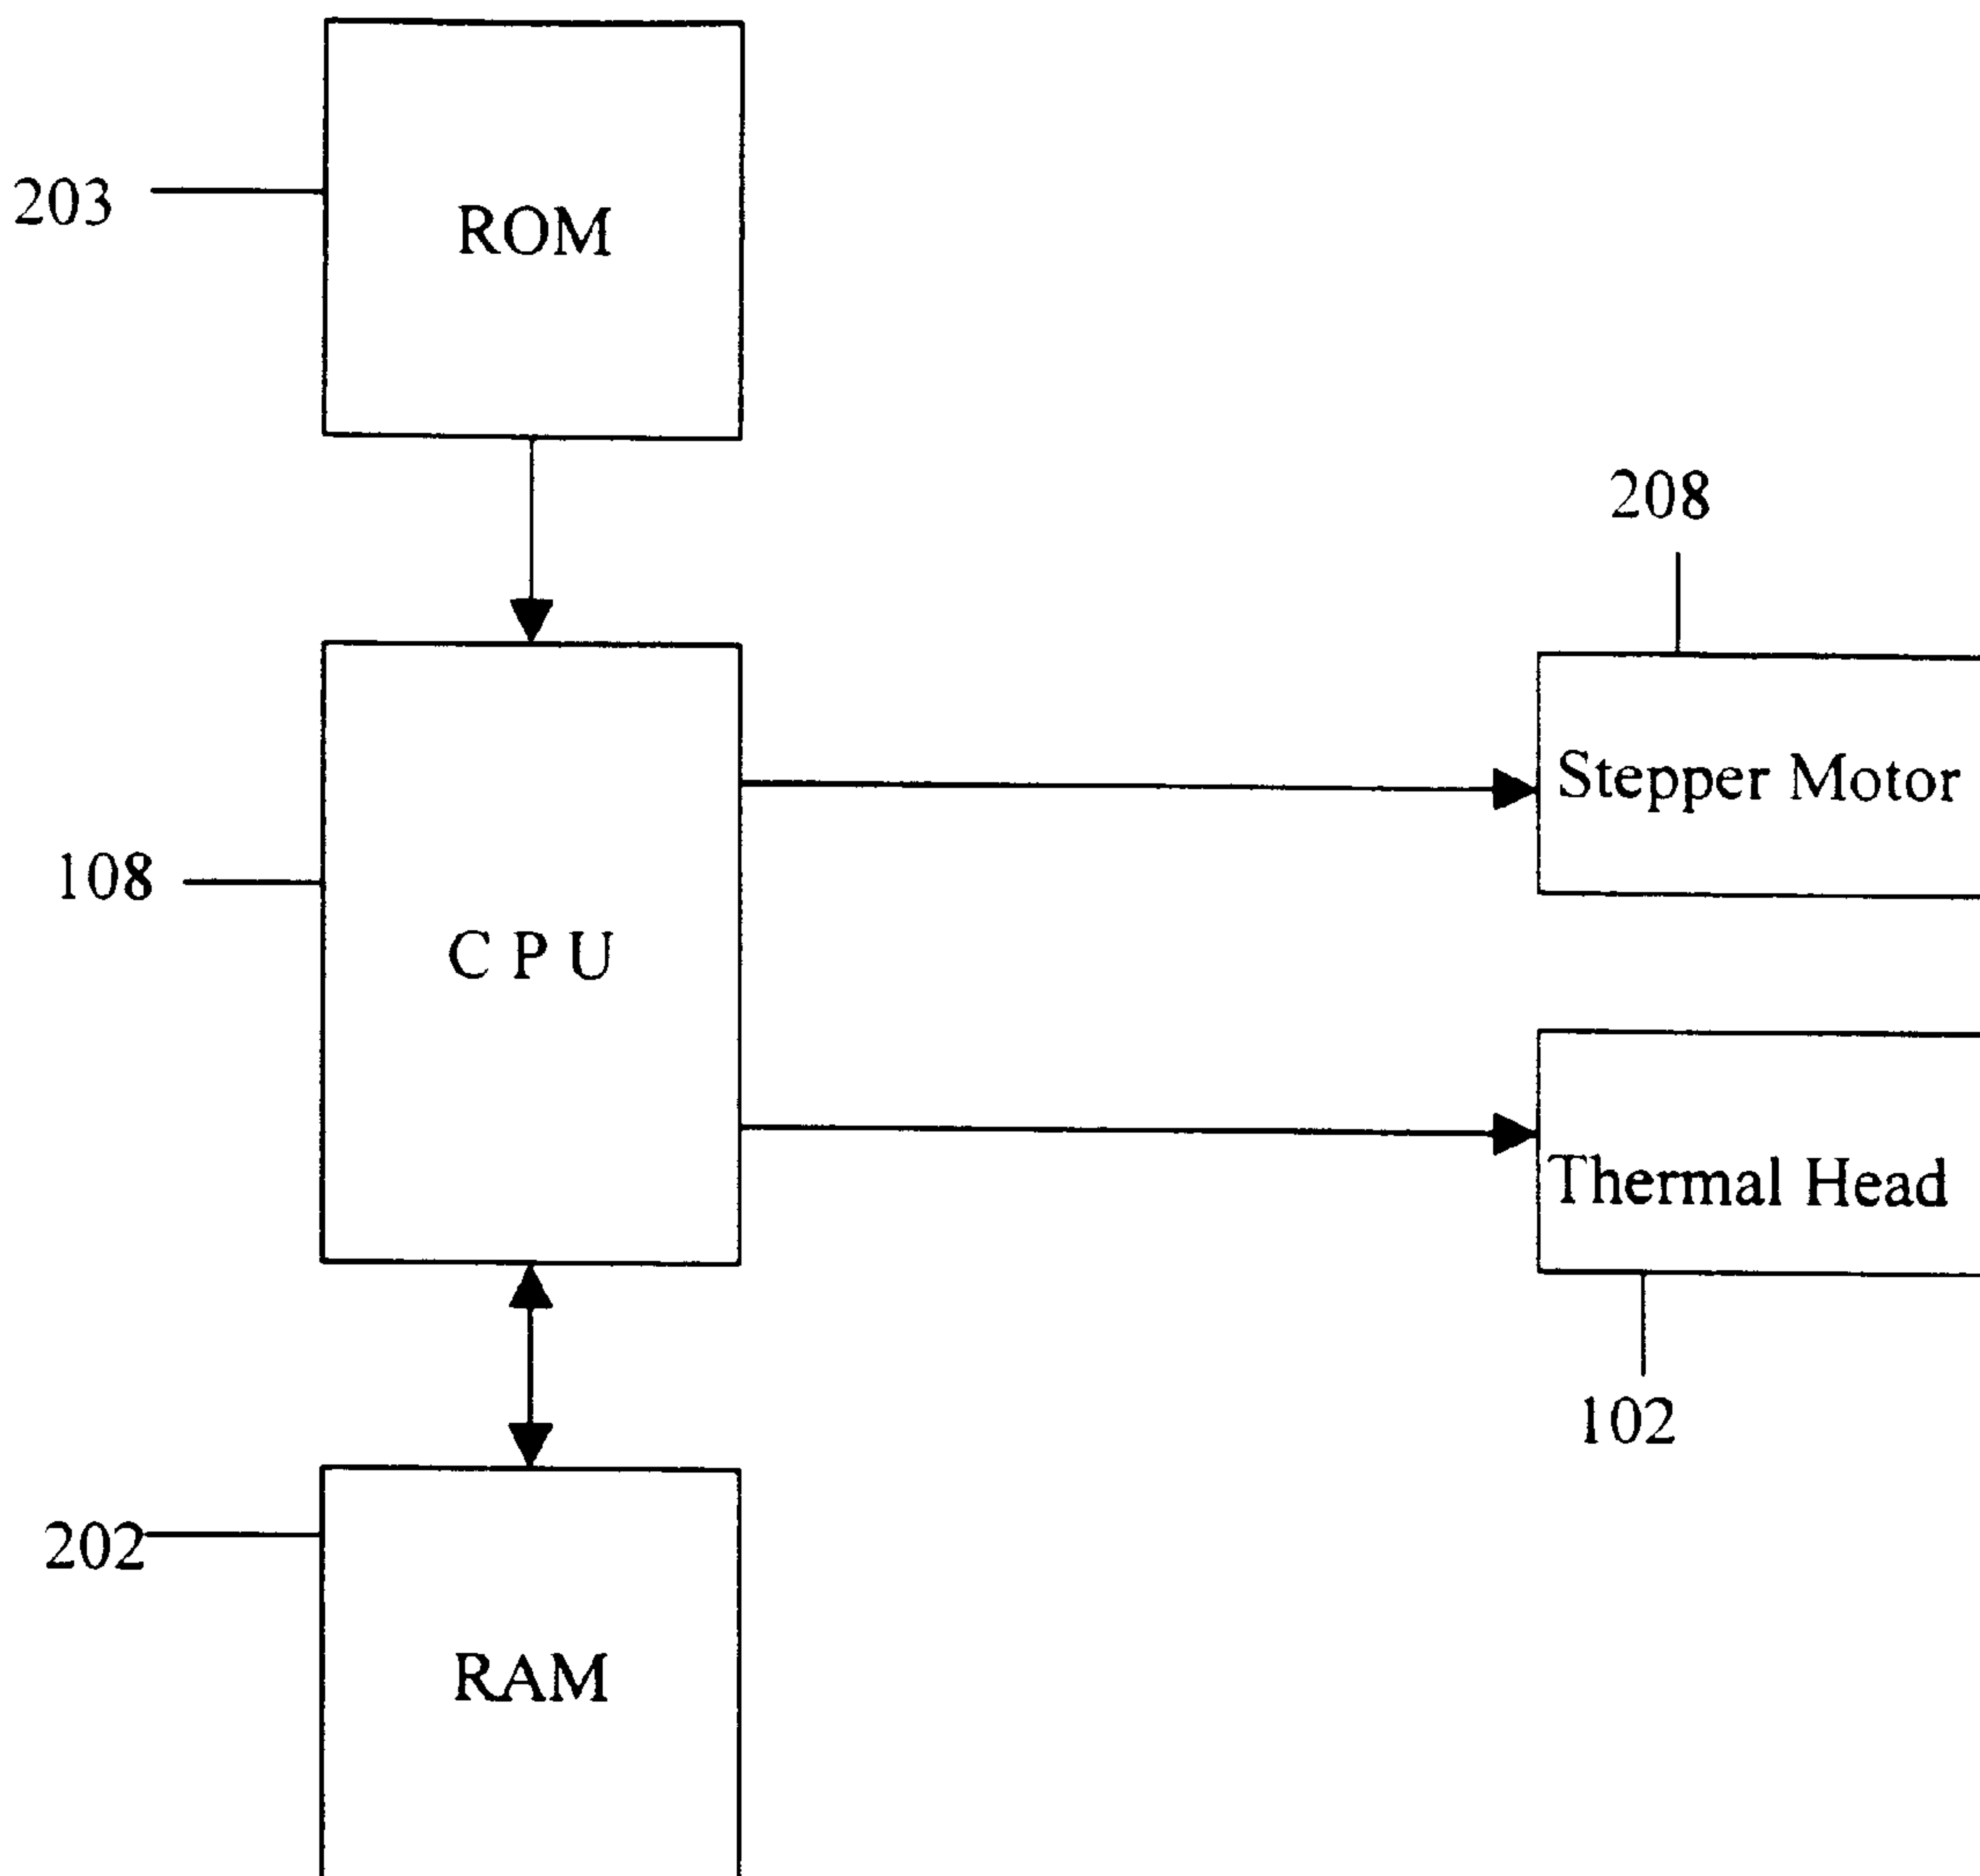 203
ROM
208
Stepper Motor
108
C P U
Thermal Head
102
202
RAM